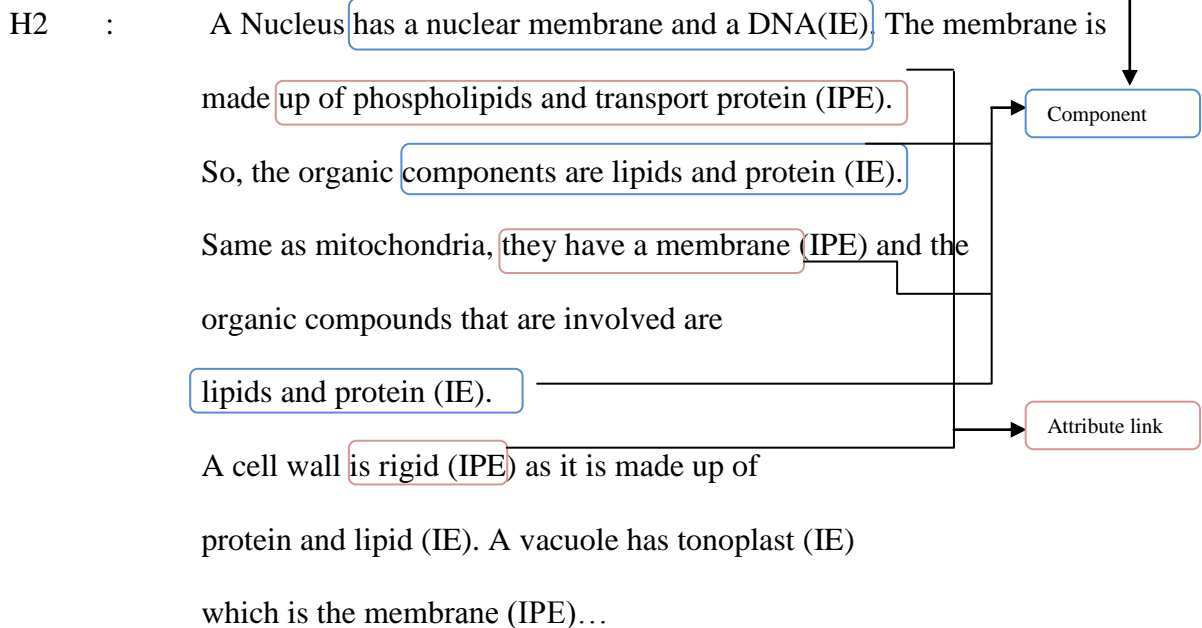 H2 : A Nucleus has a nuclear membrane and a DNA(IE). The membrane is
made up of phospholipids and transport protein (IPE).
Component
So, the organic components are lipids and protein (IE).
Same as mitochondria, they have a membrane (IPE) and the
organic compounds that are involved are
lipids and protein (IE).
Attribute link
A cell wall is rigid (IPE) as it is made up of
protein and lipid (IE). A vacuole has tonoplast (IE)
which is the membrane (IPE)…